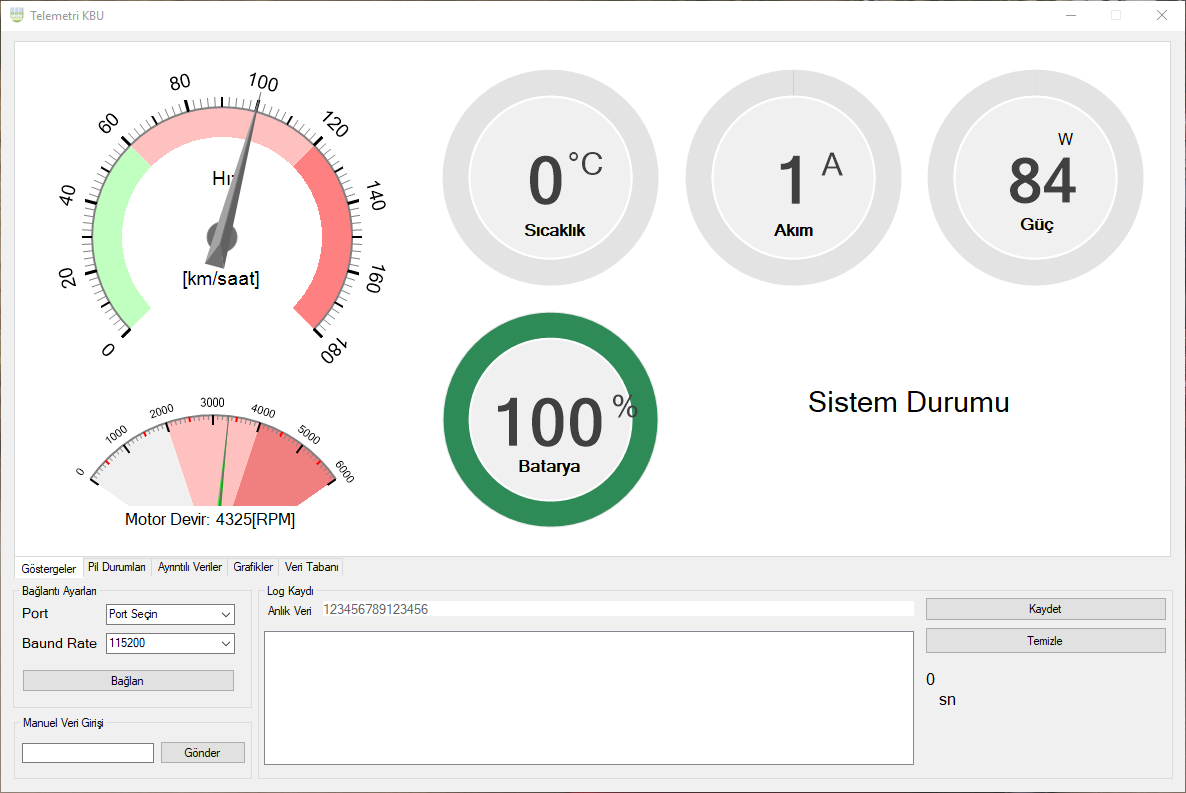 Telemetri KBU
0
20
40
60
80
100
120
140
160
180
Hız
[km/saat]
0 °C
Sıcaklık
1 A
Akım
W
84
Güç
0
1000
2000
3000
4000
5000
6000
Motor Devir: 4325[RPM]
100 %
Batarya
Sistem Durumu
Göstergeler Pil Durumları Ayrıntılı Veriler Grafikler Veri Tabanı
Bağlantı Ayarları
Port Port Seçin
Baund Rate 115200
Bağlan
Manuel Veri Girişi
Gönder
Log Kaydı
Anlık Veri 123456789123456
Kaydet
Temizle
0
sn